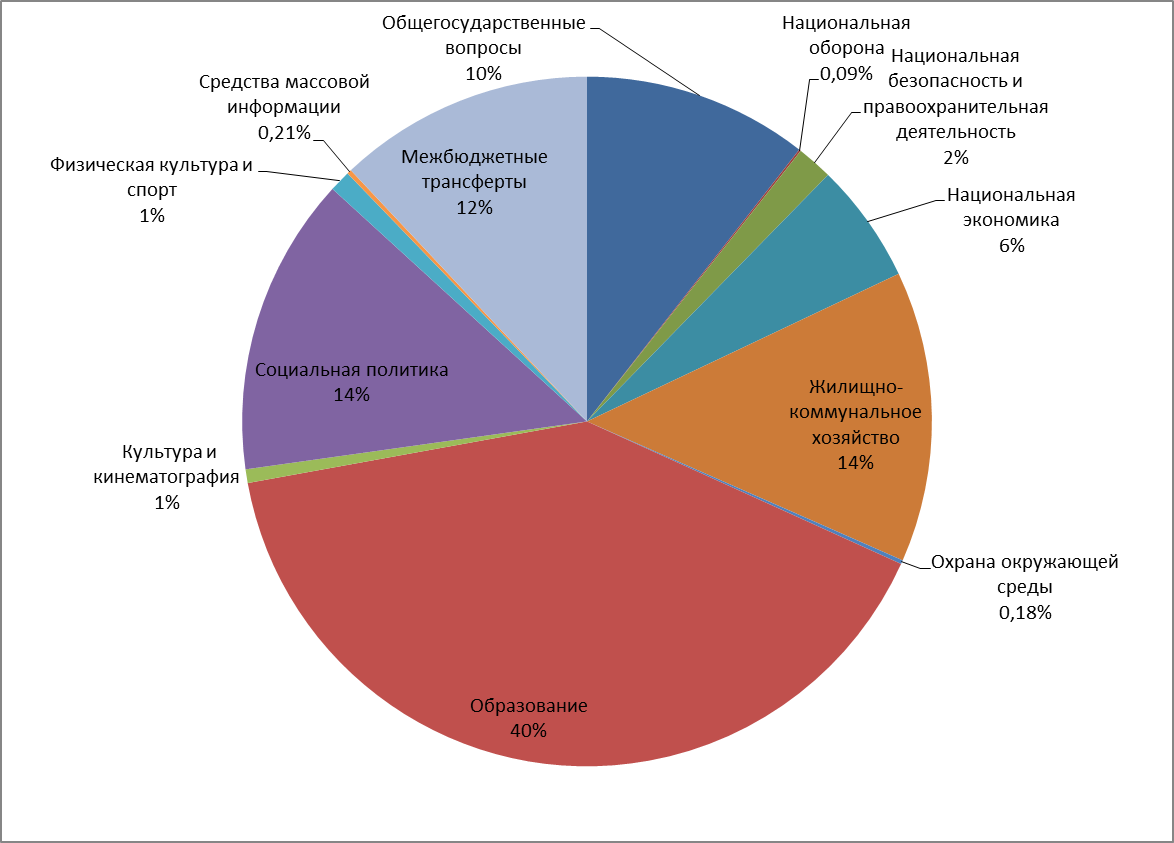 Общегосударственные
вопросы
10%
Национальная
оборона
0,09%
Национальная
безопасность и
правоохранительная
деятельность
2%
Национальная
экономика
6%
Жилищно-
коммунальное
хозяйство
14%
Охрана окружающей
среды
0,18%
Образование
40%
Культура и
кинематография
1%
Социальная политика
14%
Физическая культура и
спорт
1%
Средства массовой
информации
0,21%
Межбюджетные
трансферты
12%